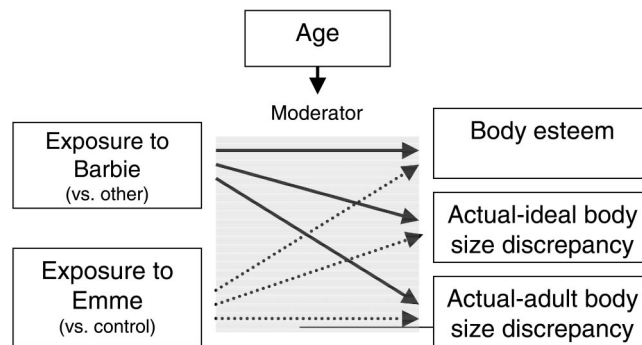 Age
Moderator
Exposure to
Barbie
(vs. other)
Body esteem
Actual-ideal body
size discrepancy
Exposure to
Emme
(vs. control)
Actual-adult body
size discrepancy